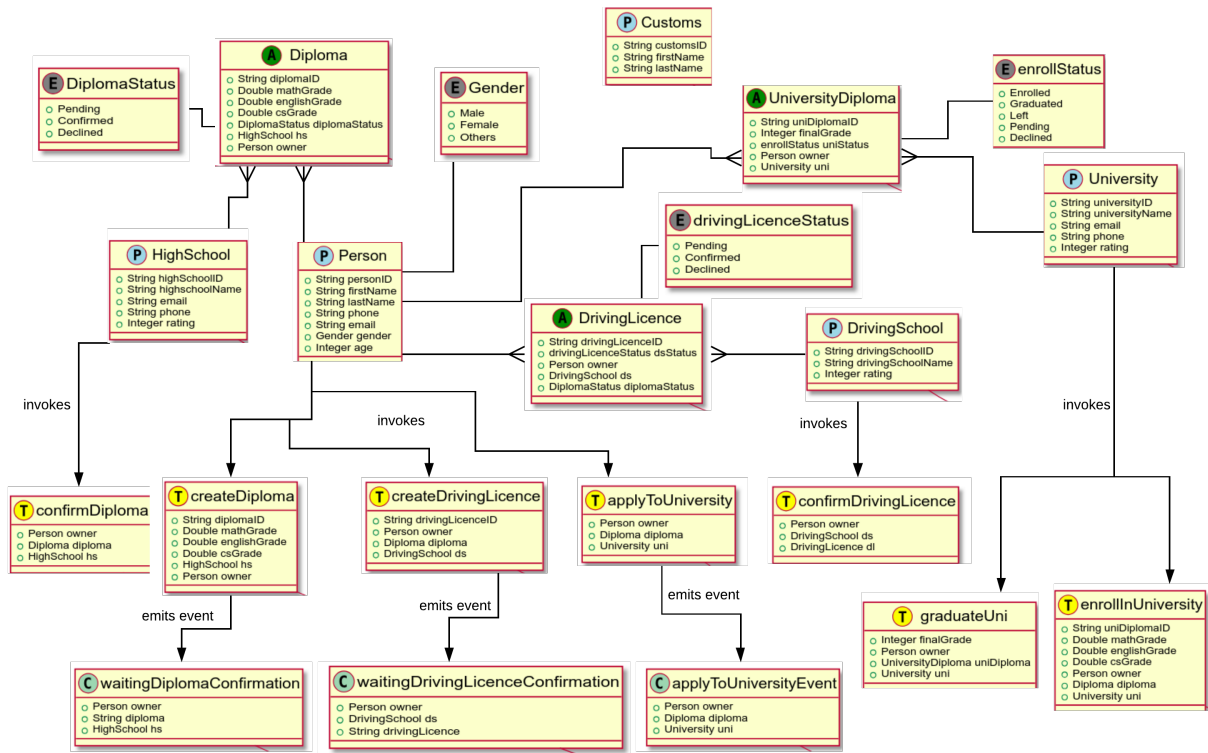 P Customs
String customsID
String firstName
String lastName
A Diploma
String diplomaID
Double mathGrade
Double englishGrade
Double csGrade
DiplomaStatus diplomaStatus
HighSchool hs
Person owner
E DiplomaStatus
Pending
Confirmed
Declined
E Gender
Male
Female
Others
A UniversityDiploma
String uniDiplomaID
Integer finalGrade
enrollStatus uniStatus
Person owner
University uni
E enrollStatus
Enrolled
Graduated
Left
Pending
Declined
P University
String universityID
String universityName
String email
String phone
Integer rating
E drivingLicenceStatus
Pending
Confirmed
Declined
P HighSchool
String highSchoolID
String highschoolName
String email
String phone
Integer rating
P Person
String personID
String firstName
String lastName
String phone
String email
Gender gender
Integer age
A DrivingLicence
String drivingLicenceID
drivingLicenceStatus dsStatus
Person owner
DrivingSchool ds
DiplomaStatus diplomaStatus
P DrivingSchool
String drivingSchoolID
String drivingSchoolName
Integer rating
invokes
invokes
invokes
invokes
T confirmDiploma
Person owner
Diploma diploma
HighSchool hs
T createDiploma
String diplomaID
Double mathGrade
Double englishGrade
Double csGrade
HighSchool hs
Person owner
T createDrivingLicence
String drivingLicenceID
Person owner
Diploma diploma
DrivingSchool ds
T applyToUniversity
Person owner
Diploma diploma
University uni
T confirmDrivingLicence
Person owner
DrivingSchool ds
DrivingLicence dl
T graduateUni
Integer finalGrade
Person owner
UniversityDiploma uniDiploma
University uni
T enrollInUniversity
String uniDiplomaID
Double mathGrade
Double englishGrade
Double csGrade
Person owner
Diploma diploma
University uni
emits event
emits event
emits event
C waitingDiplomaConfirmation
Person owner
String diploma
HighSchool hs
C waitingDrivingLicenceConfirmation
Person owner
DrivingSchool ds
String drivingLicence
C applyToUniversityEvent
Person owner
Diploma diploma
University uni